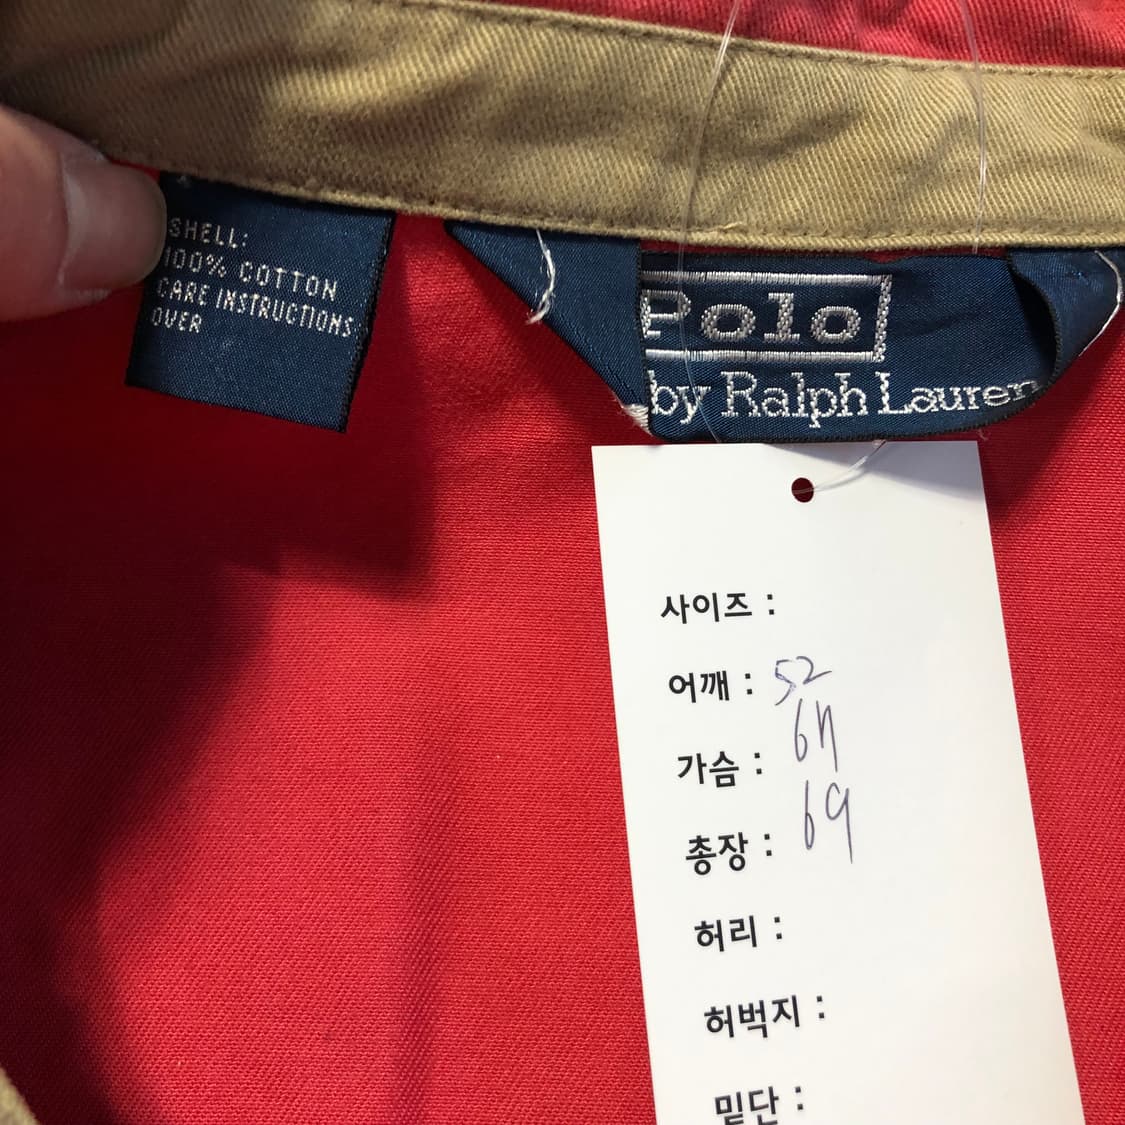 SHELL:
100% COTTON
CARE INSTRUCTIONS
OVER
Polo
by Ralph Lauren
사이즈 :
어깨 : 52
가슴 : 67
총장 : 69
허리 :
허벅지 :
밑단 :